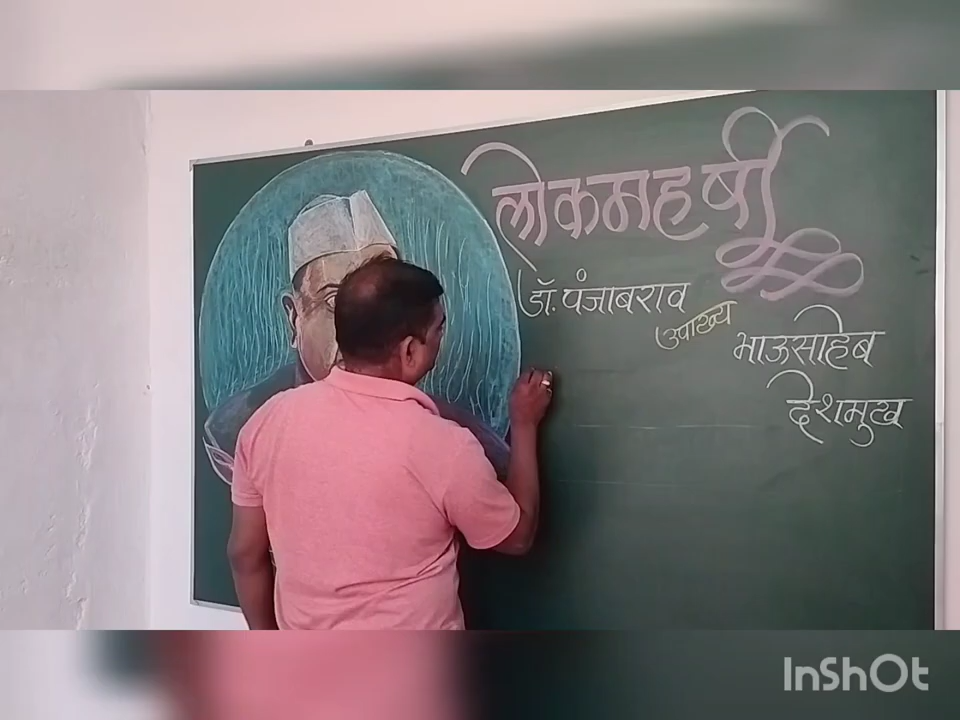 लोकमहर्षी
डॉ. पंजाबराव
उपाख्य
भाऊसाहेब
देशमुख
InShOt